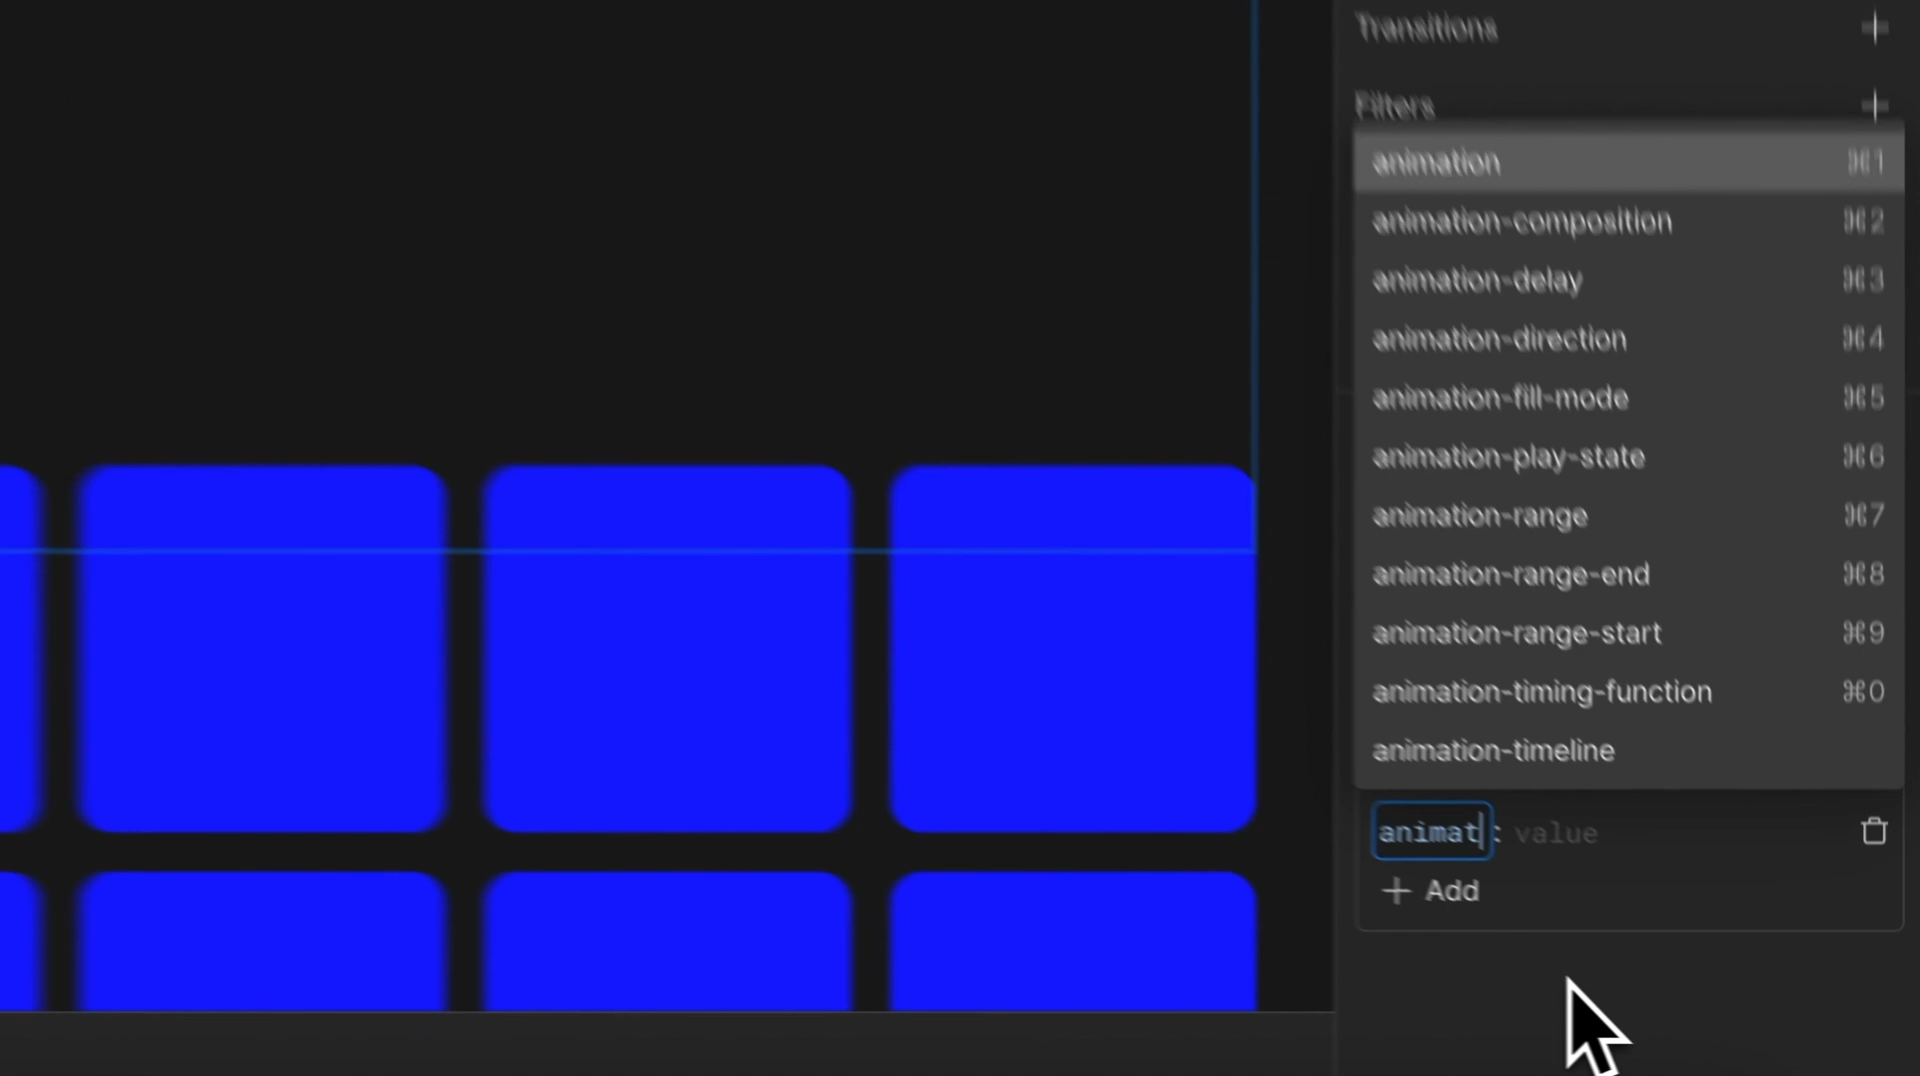 Transitions
Filters
animation ⌘1
animation-composition ⌘2
animation-delay ⌘3
animation-direction ⌘4
animation-fill-mode ⌘5
animation-play-state ⌘6
animation-range ⌘7
animation-range-end ⌘8
animation-range-start ⌘9
animation-timing-function ⌘0
animation-timeline
animat: value
+ Add